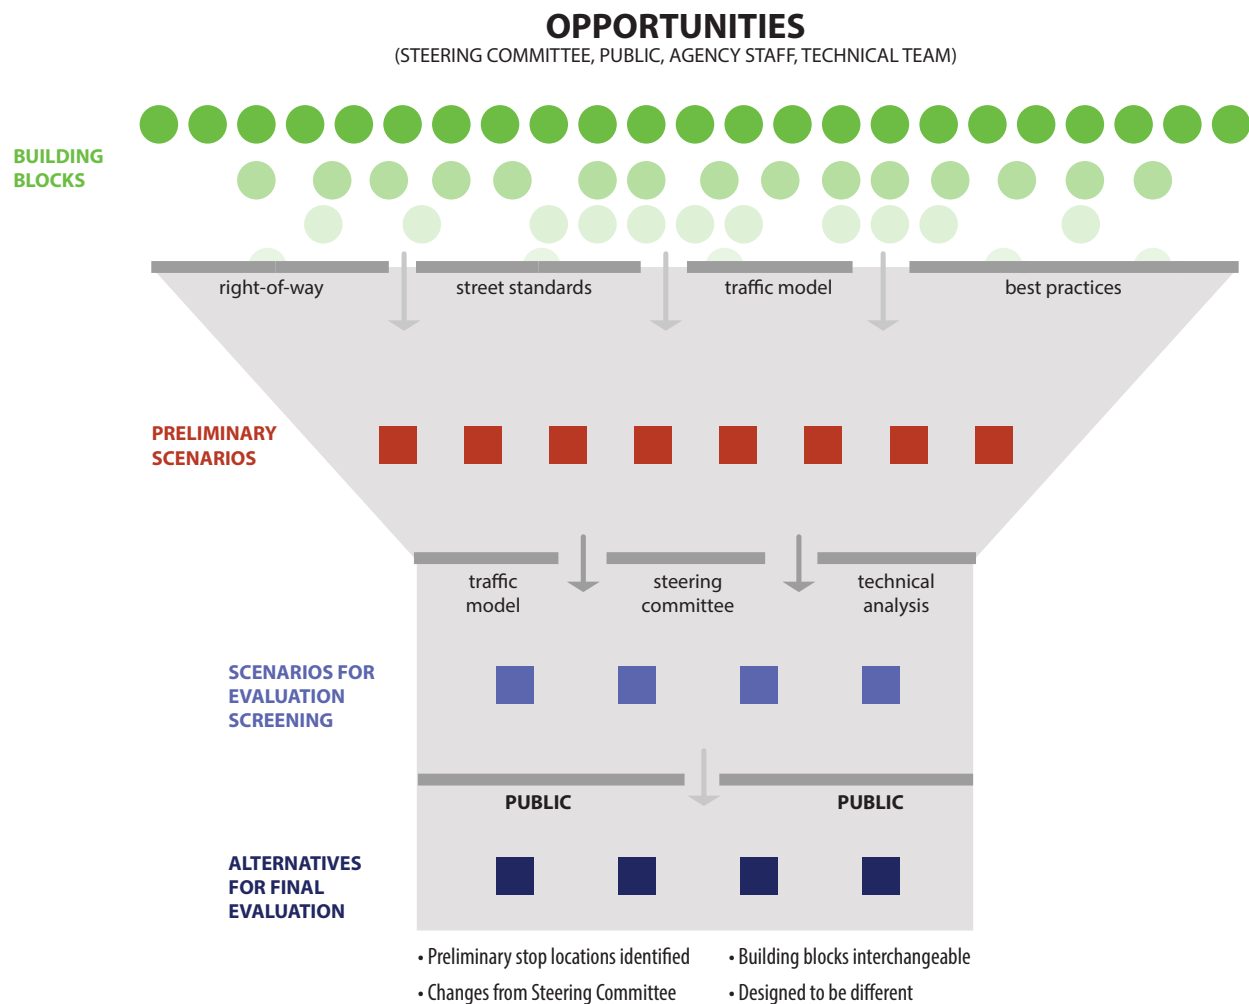 OPPORTUNITIES
(STEERING COMMITTEE, PUBLIC, AGENCY STAFF, TECHNICAL TEAM)
BUILDING
BLOCKS
right-of-way
street standards
traffic model
best practices
PRELIMINARY
SCENARIOS
traffic
model
steering
committee
technical
analysis
SCENARIOS FOR
EVALUATION
SCREENING
PUBLIC
PUBLIC
ALTERNATIVES
FOR FINAL
EVALUATION
• Preliminary stop locations identified
• Changes from Steering Committee
• Building blocks interchangeable
• Designed to be different